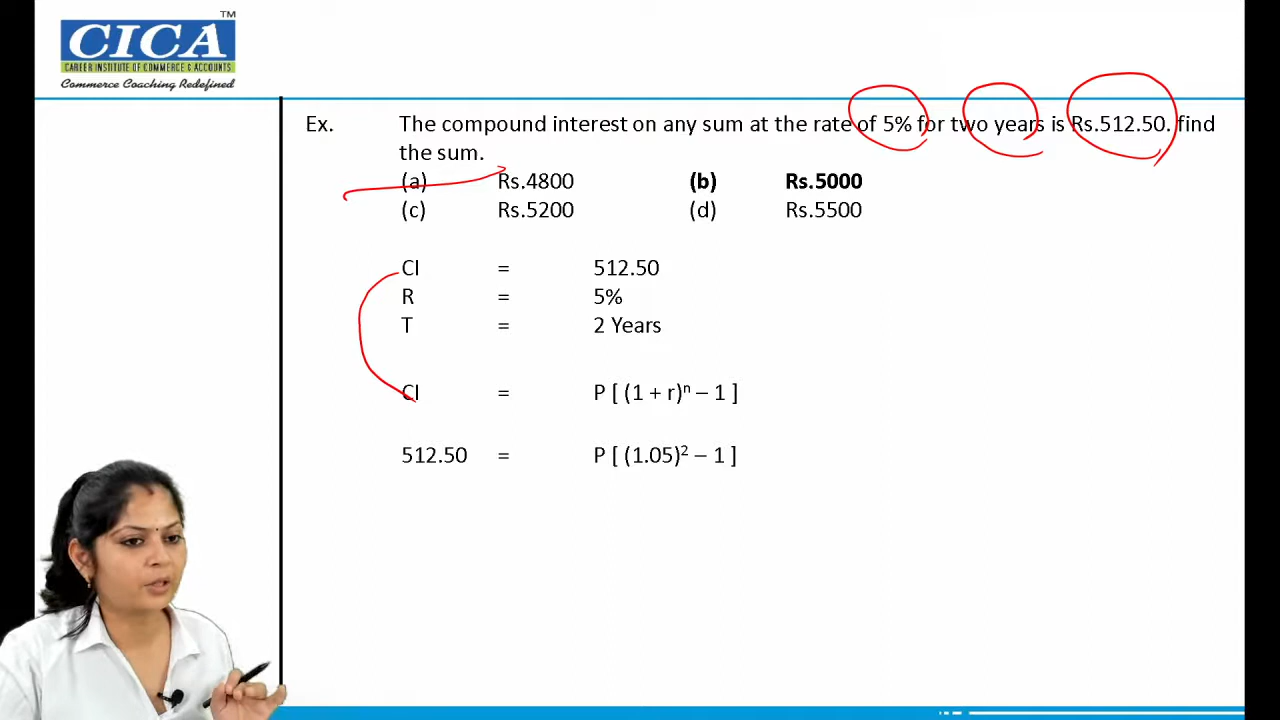 TM
CICA
CAREER INSTITUTE OF COMMERCE & ACCOUNTS
Commerce Coaching Redefined
Ex. The compound interest on any sum at the rate of 5% for two years is Rs.512.50. find
the sum.
(a) Rs.4800 (b) Rs.5000
(c) Rs.5200 (d) Rs.5500
CI = 512.50
R = 5%
T = 2 Years
CI = P [ (1 + r)ⁿ – 1 ]
512.50 = P [ (1.05)² – 1 ]